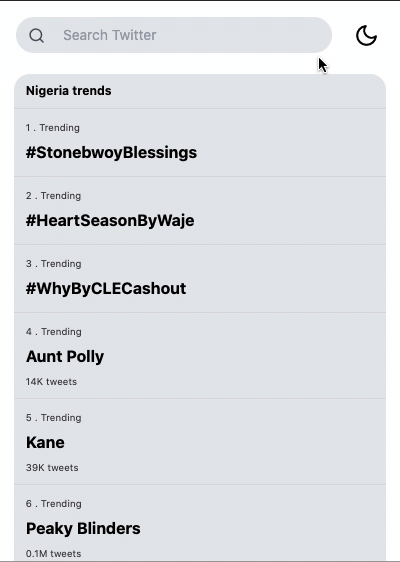 Search Twitter
Nigeria trends
1 . Trending
#StonebwoyBlessings
2 . Trending
#HeartSeasonByWaje
3 . Trending
#WhyByCLECashout
4 . Trending
Aunt Polly
14K tweets
5 . Trending
Kane
39K tweets
6 . Trending
Peaky Blinders
0.1M tweets